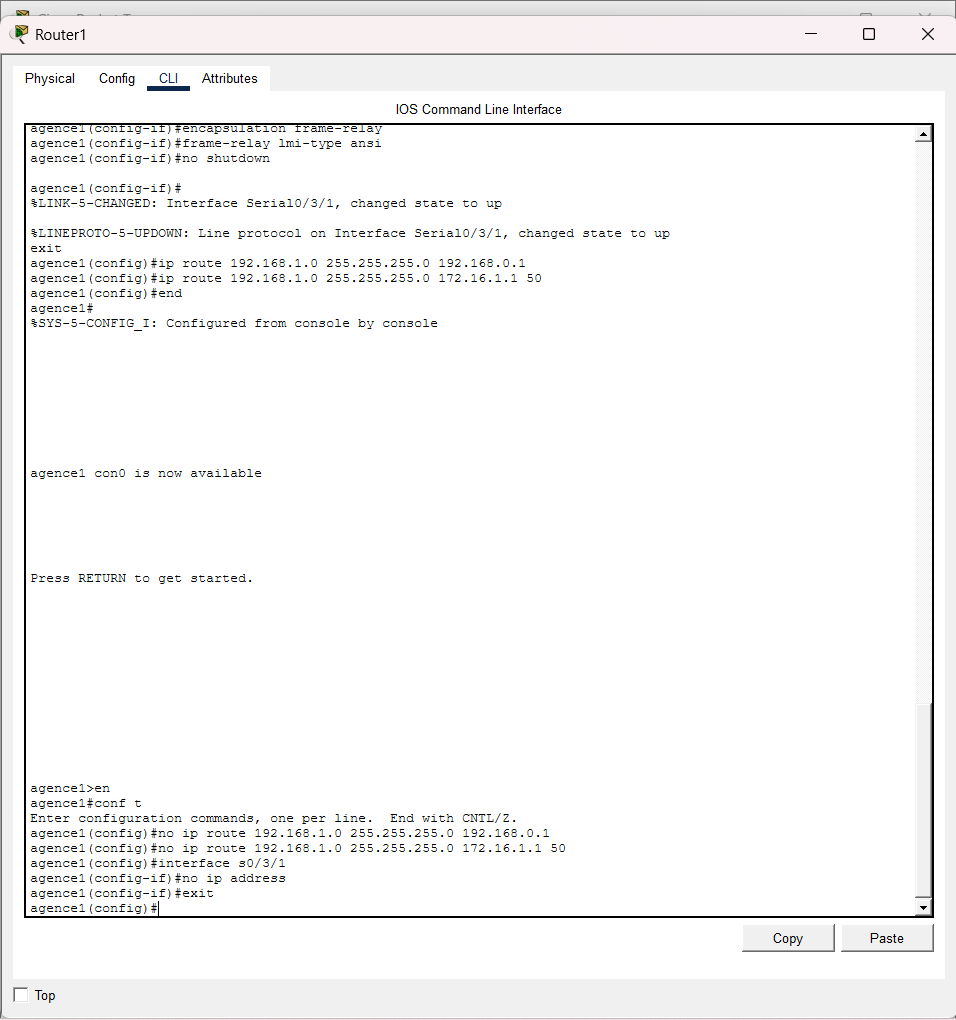 Router1
Physical Config CLI Attributes
IOS Command Line Interface
agence1(config-if)#encapsulation frame-relay
agence1(config-if)#frame-relay lmi-type ansi
agence1(config-if)#no shutdown
agence1(config-if)#
%LINK-5-CHANGED: Interface Serial0/3/1, changed state to up
%LINEPROTO-5-UPDOWN: Line protocol on Interface Serial0/3/1, changed state to up
exit
agence1(config)#ip route 192.168.1.0 255.255.255.0 192.168.0.1
agence1(config)#ip route 192.168.1.0 255.255.255.0 172.16.1.1 50
agence1(config)#end
agence1#
%SYS-5-CONFIG_I: Configured from console by console
agence1 con0 is now available
Press RETURN to get started.
agence1>en
agence1#conf t
Enter configuration commands, one per line.  End with CNTL/Z.
agence1(config)#no ip route 192.168.1.0 255.255.255.0 192.168.0.1
agence1(config)#no ip route 192.168.1.0 255.255.255.0 172.16.1.1 50
agence1(config)#interface s0/3/1
agence1(config-if)#no ip address
agence1(config-if)#exit
agence1(config)#
Copy Paste
Top